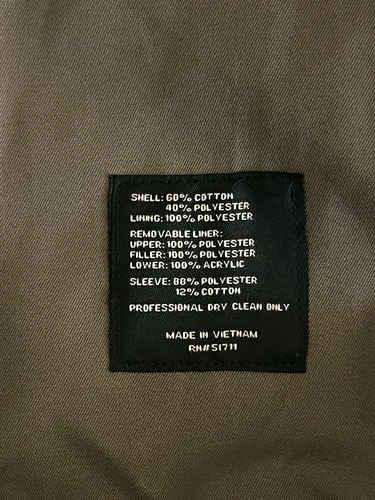 SHELL: 60% COTTON
40% POLYESTER
LINING: 100% POLYESTER
REMOVABLE LINER:
UPPER: 100% POLYESTER
FILLER: 100% POLYESTER
LOWER: 100% ACRYLIC
SLEEVE: 88% POLYESTER
12% COTTON
PROFESSIONAL DRY CLEAN ONLY
MADE IN VIETNAM
RN# 51711